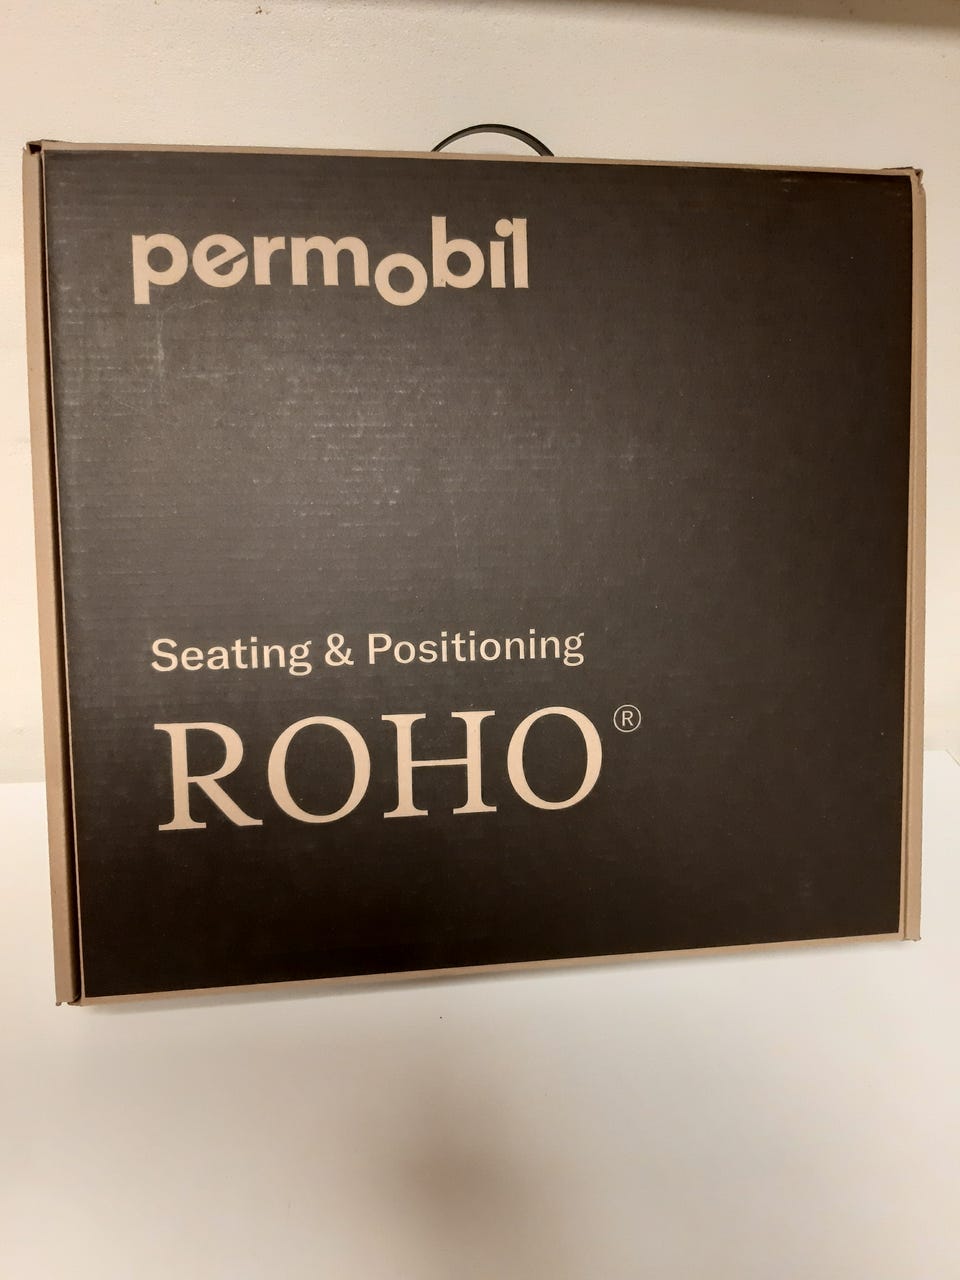 permobil
Seating & Positioning
ROHO®